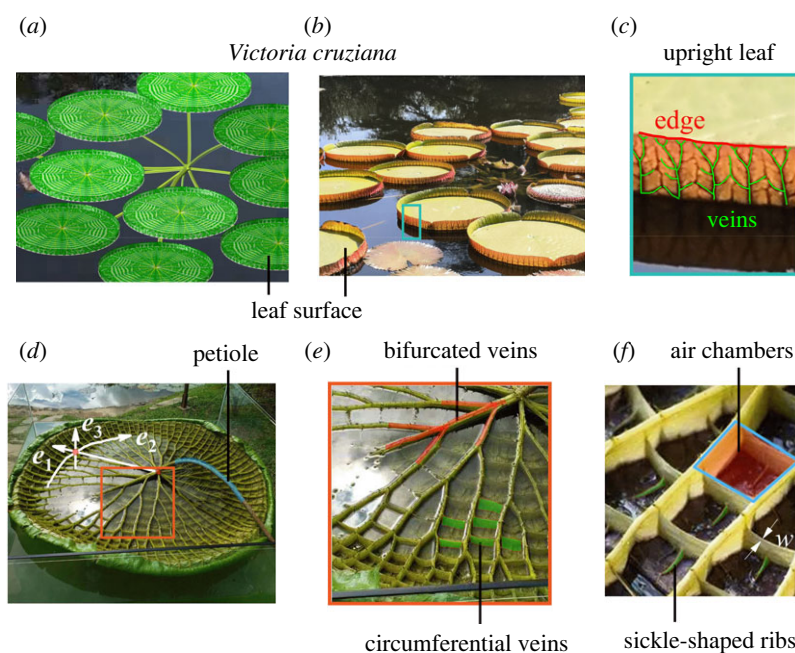 (a)
(b)
(c)
Victoria cruziana
upright leaf
edge
veins
leaf surface
(d)
petiole
(e)
bifurcated veins
(f)
air chambers
e3
e1
e2
w
circumferential veins
sickle-shaped ribs